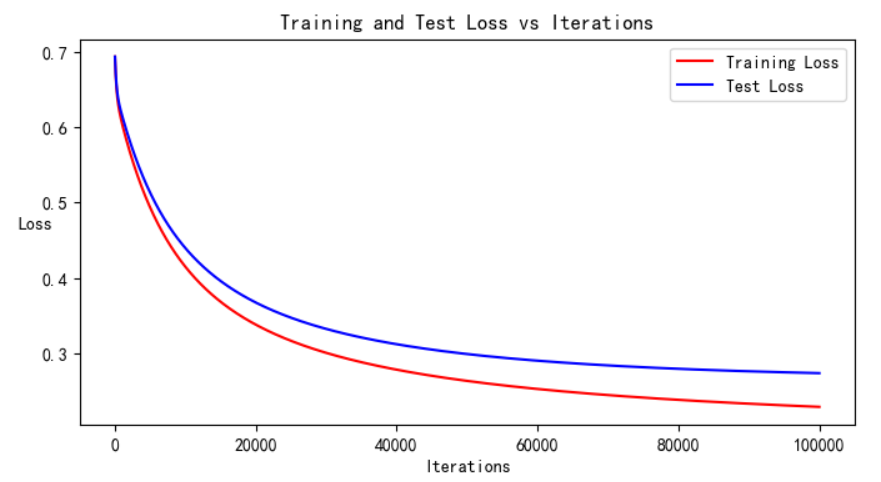 Training and Test Loss vs Iterations
Training Loss
Test Loss
0.7
0.6
0.5
Loss
0.4
0.3
0 20000 40000 60000 80000 100000
Iterations